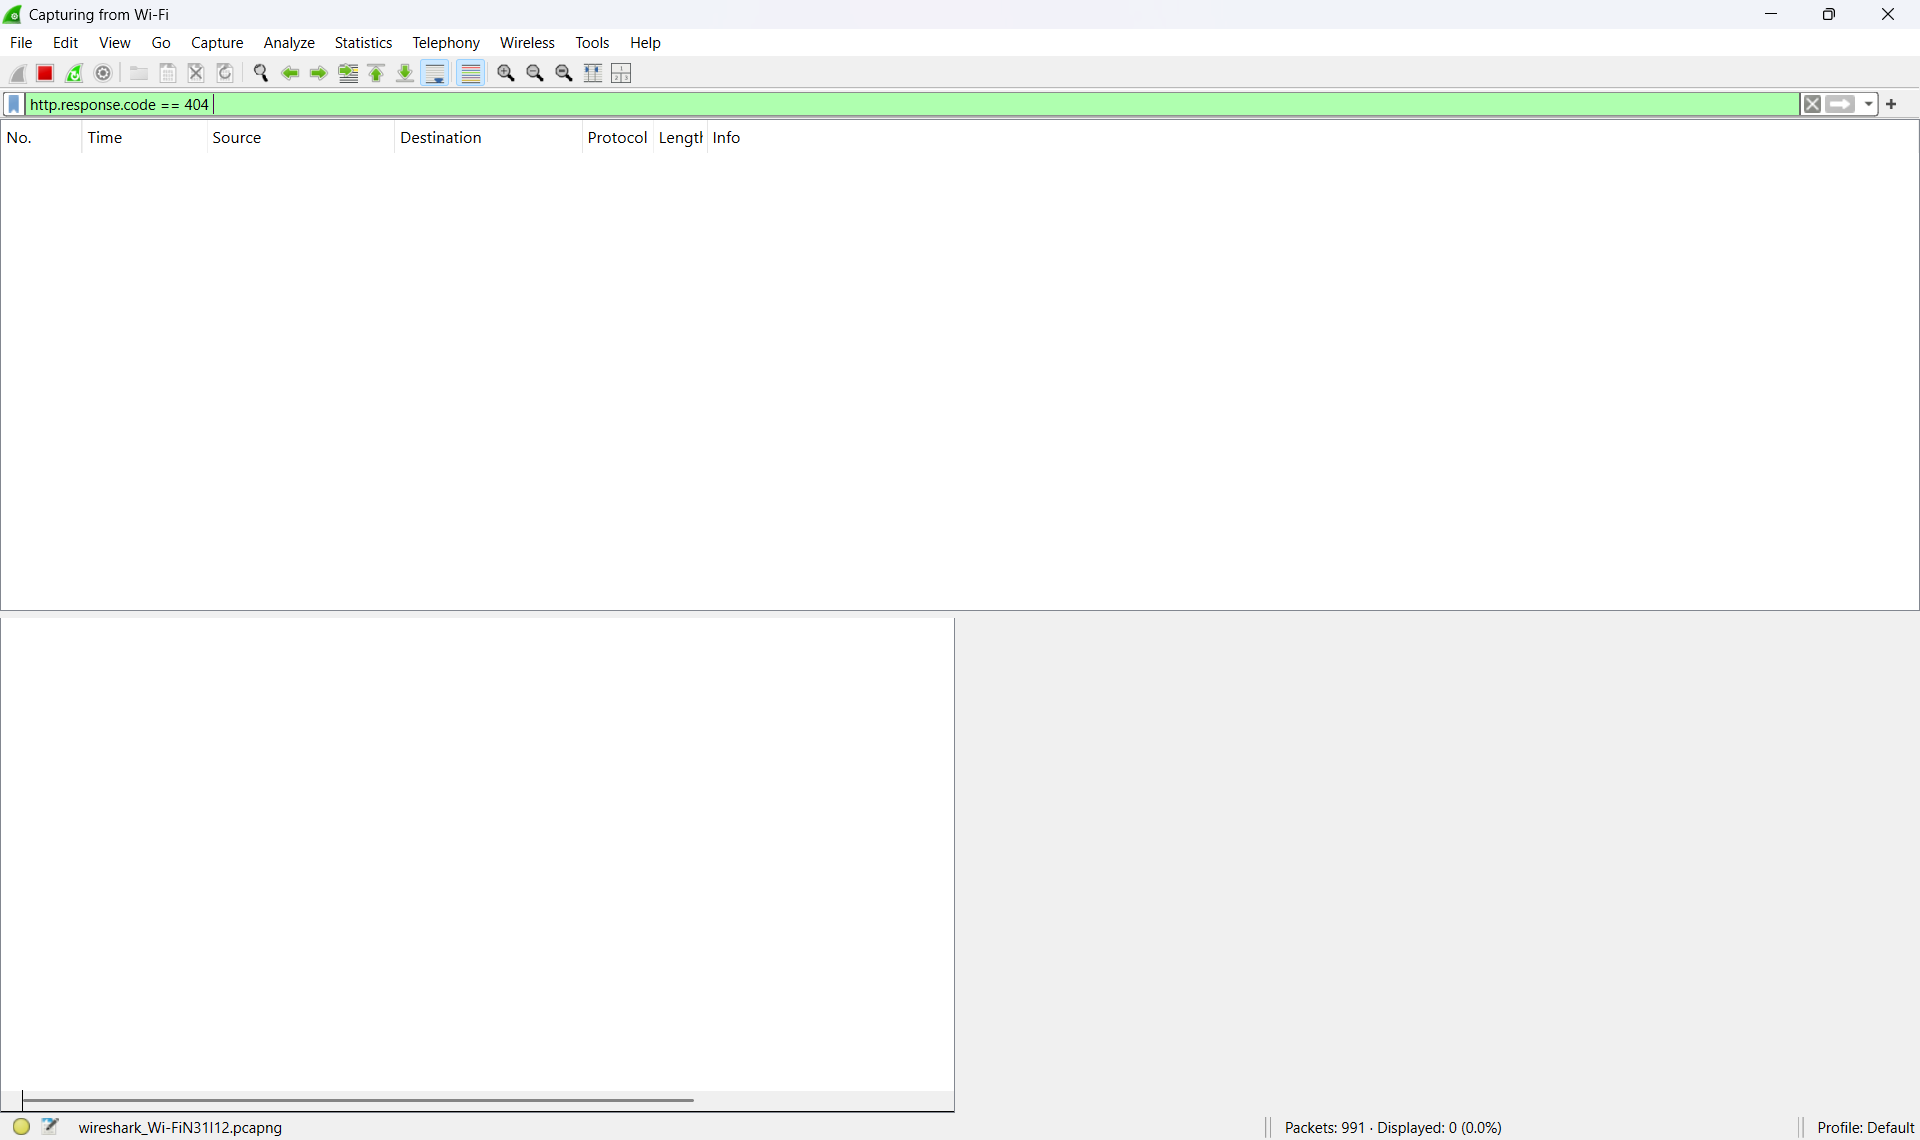 Capturing from Wi-Fi
File Edit View Go Capture Analyze Statistics Telephony Wireless Tools Help
http.response.code == 404
No. Time Source Destination Protocol Lengtl Info
wireshark_Wi-FiN31I12.pcapng Packets: 991 · Displayed: 0 (0.0%) Profile: Default